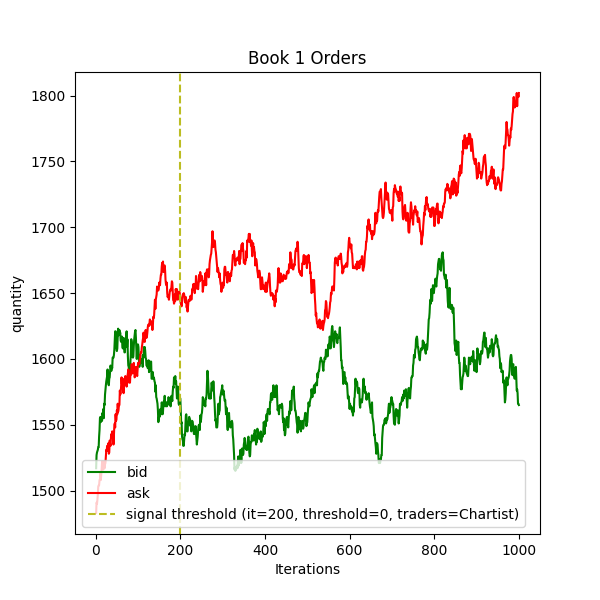 Book 1 Orders
1800
1750
1700
1650
1600
1550
1500
quantity
bid
ask
signal threshold (it=200, threshold=0, traders=Chartist)
0 200 400 600 800 1000
Iterations